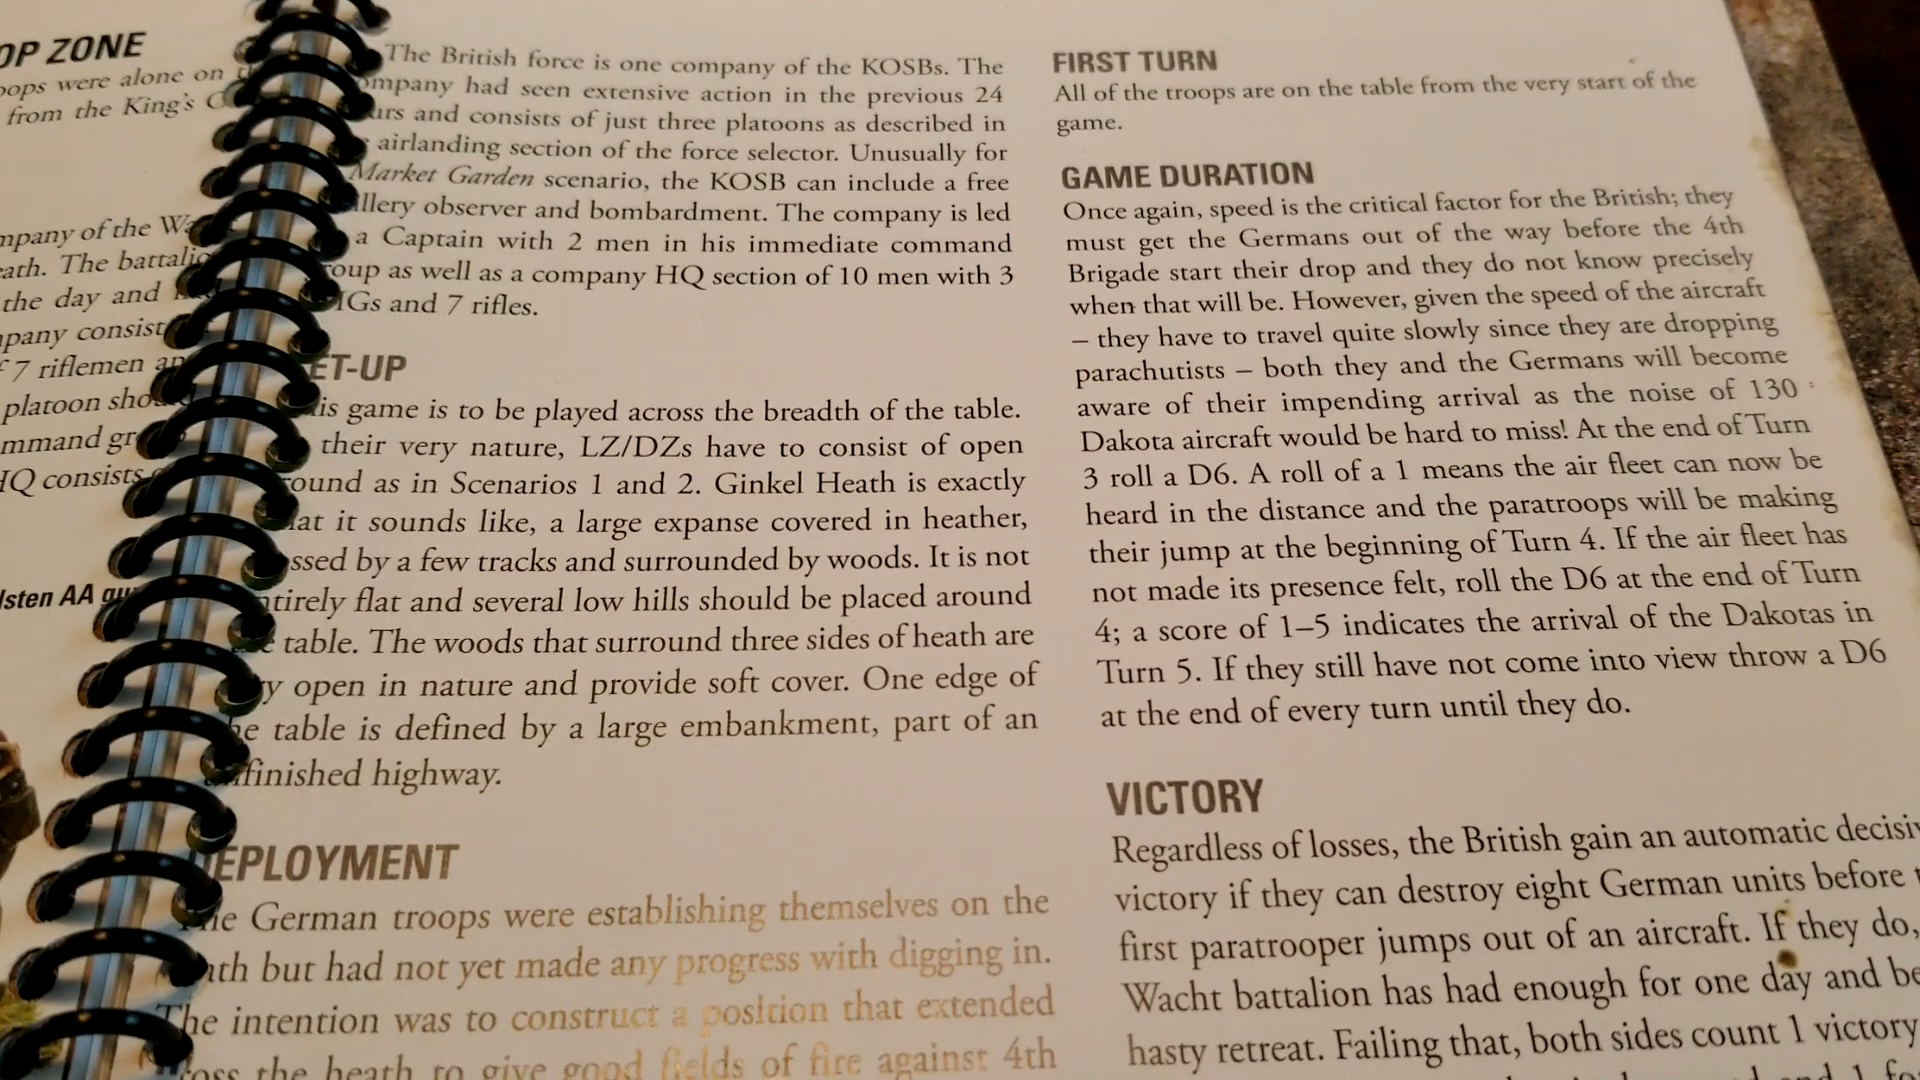 OP ZONE
oops were alone on
from the King's
mpany of the Wa
eath. The battalio
the day and
mpany consist
f 7 riflemen an
platoon sho
mmand gr
HQ consists
lsten AA gu
The British force is one company of the KOSBs. The
ompany had seen extensive action in the previous 24
urs and consists of just three platoons as described in
airlanding section of the force selector. Unusually for
Market Garden scenario, the KOSB can include a free
illery observer and bombardment. The company is led
a Captain with 2 men in his immediate command
roup as well as a company HQ section of 10 men with 3
MGs and 7 rifles.
ET-UP
is game is to be played across the breadth of the table.
their very nature, LZ/DZs have to consist of open
ound as in Scenarios 1 and 2. Ginkel Heath is exactly
hat it sounds like, a large expanse covered in heather,
ossed by a few tracks and surrounded by woods. It is not
ntirely flat and several low hills should be placed around
e table. The woods that surround three sides of heath are
ry open in nature and provide soft cover. One edge of
he table is defined by a large embankment, part of an
finished highway.
DEPLOYMENT
he German troops were establishing themselves on the
ath but had not yet made any progress with digging in.
The intention was to construct a position that extended
oss the heath to give good fields of fire against 4th
FIRST TURN
All of the troops are on the table from the very start of the
game.
GAME DURATION
Once again, speed is the critical factor for the British; they
must get the Germans out of the way before the 4th
Brigade start their drop and they do not know precisely
when that will be. However, given the speed of the aircraft
– they have to travel quite slowly since they are dropping
parachutists – both they and the Germans will become
aware of their impending arrival as the noise of 130
Dakota aircraft would be hard to miss! At the end of Turn
3 roll a D6. A roll of a 1 means the air fleet can now be
heard in the distance and the paratroops will be making
their jump at the beginning of Turn 4. If the air fleet has
not made its presence felt, roll the D6 at the end of Turn
4; a score of 1–5 indicates the arrival of the Dakotas in
Turn 5. If they still have not come into view throw a D6
at the end of every turn until they do.
VICTORY
Regardless of losses, the British gain an automatic decisiv
victory if they can destroy eight German units before t
first paratrooper jumps out of an aircraft. If they do,
Wacht battalion has had enough for one day and be
hasty retreat. Failing that, both sides count 1 victory